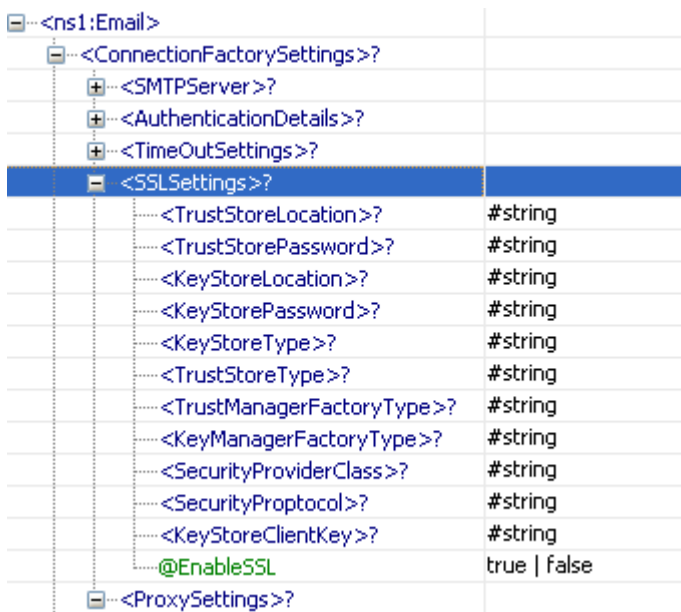 <ns1:Email>
<ConnectionFactorySettings>?
<SMTPServer>?
<AuthenticationDetails>?
<TimeOutSettings>?
<SSLSettings>?
<TrustStoreLocation>? #string
<TrustStorePassword>? #string
<KeyStoreLocation>? #string
<KeyStorePassword>? #string
<KeyStoreType>? #string
<TrustStoreType>? #string
<TrustManagerFactoryType>? #string
<KeyManagerFactoryType>? #string
<SecurityProviderClass>? #string
<SecurityProptocol>? #string
<KeyStoreClientKey>? #string
@EnableSSL true | false
<ProxySettings>?